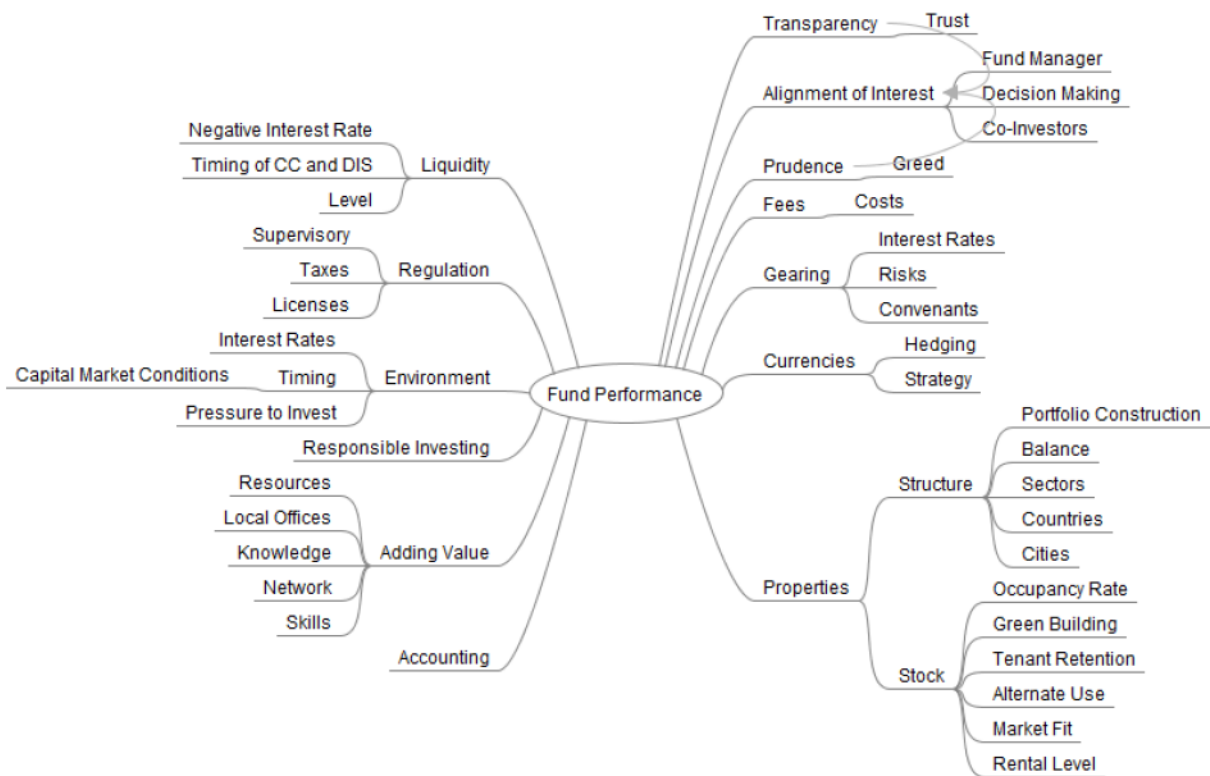 Transparency
Trust
Alignment of Interest
Fund Manager
Decision Making
Co-Investors
Prudence
Greed
Fees
Costs
Gearing
Interest Rates
Risks
Convenants
Currencies
Hedging
Strategy
Properties
Structure
Portfolio Construction
Balance
Sectors
Countries
Cities
Stock
Occupancy Rate
Green Building
Tenant Retention
Alternate Use
Market Fit
Rental Level
Fund Performance
Liquidity
Negative Interest Rate
Timing of CC and DIS
Level
Regulation
Supervisory
Taxes
Licenses
Environment
Interest Rates
Timing
Capital Market Conditions
Pressure to Invest
Responsible Investing
Adding Value
Resources
Local Offices
Knowledge
Network
Skills
Accounting